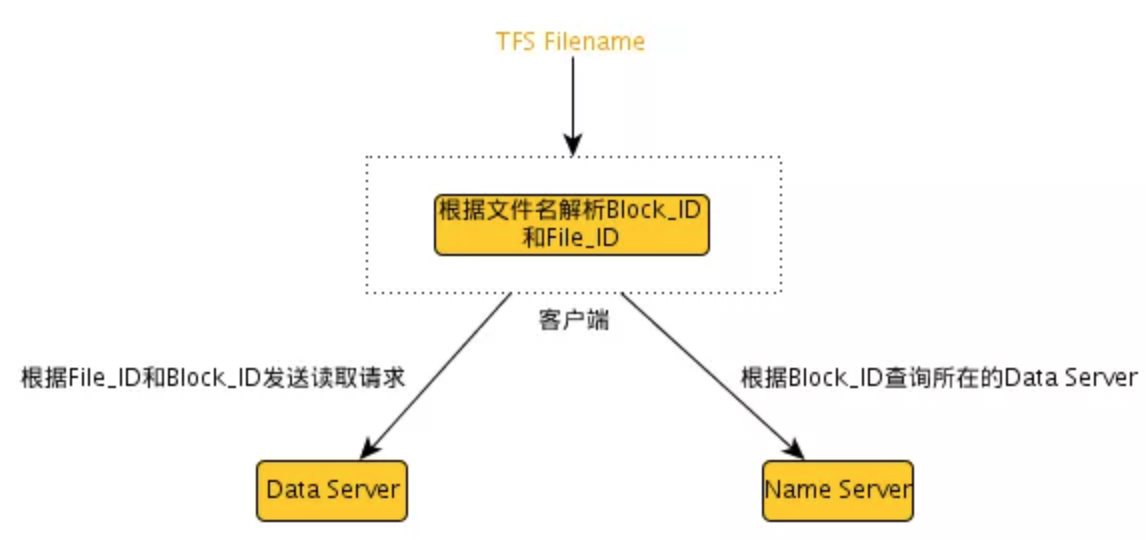 TFS Filename
根据文件名解析Block_ID
和File_ID
客户端
根据File_ID和Block_ID发送读取请求
根据Block_ID查询所在的Data Server
Data Server
Name Server